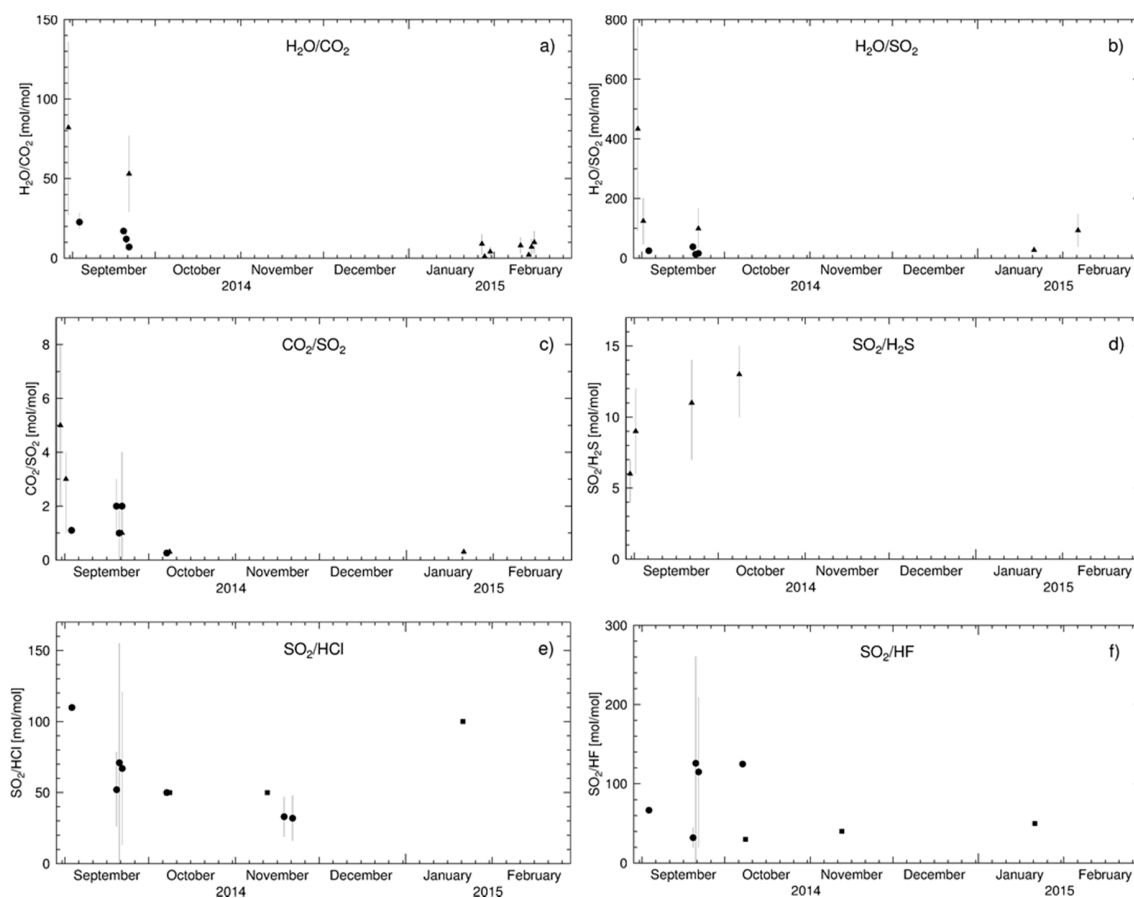 H₂O/CO₂ a)
H₂O/CO₂ [mol/mol]
150
100
50
0
September October November December January February
2014 2015
H₂O/SO₂ b)
H₂O/SO₂ [mol/mol]
800
600
400
200
0
September October November December January February
2014 2015
CO₂/SO₂ c)
CO₂/SO₂ [mol/mol]
8
6
4
2
0
September October November December January February
2014 2015
SO₂/H₂S d)
SO₂/H₂S [mol/mol]
15
10
5
0
September October November December January February
2014 2015
SO₂/HCl e)
SO₂/HCl [mol/mol]
150
100
50
0
September October November December January February
2014 2015
SO₂/HF f)
SO₂/HF [mol/mol]
300
200
100
0
September October November December January February
2014 2015